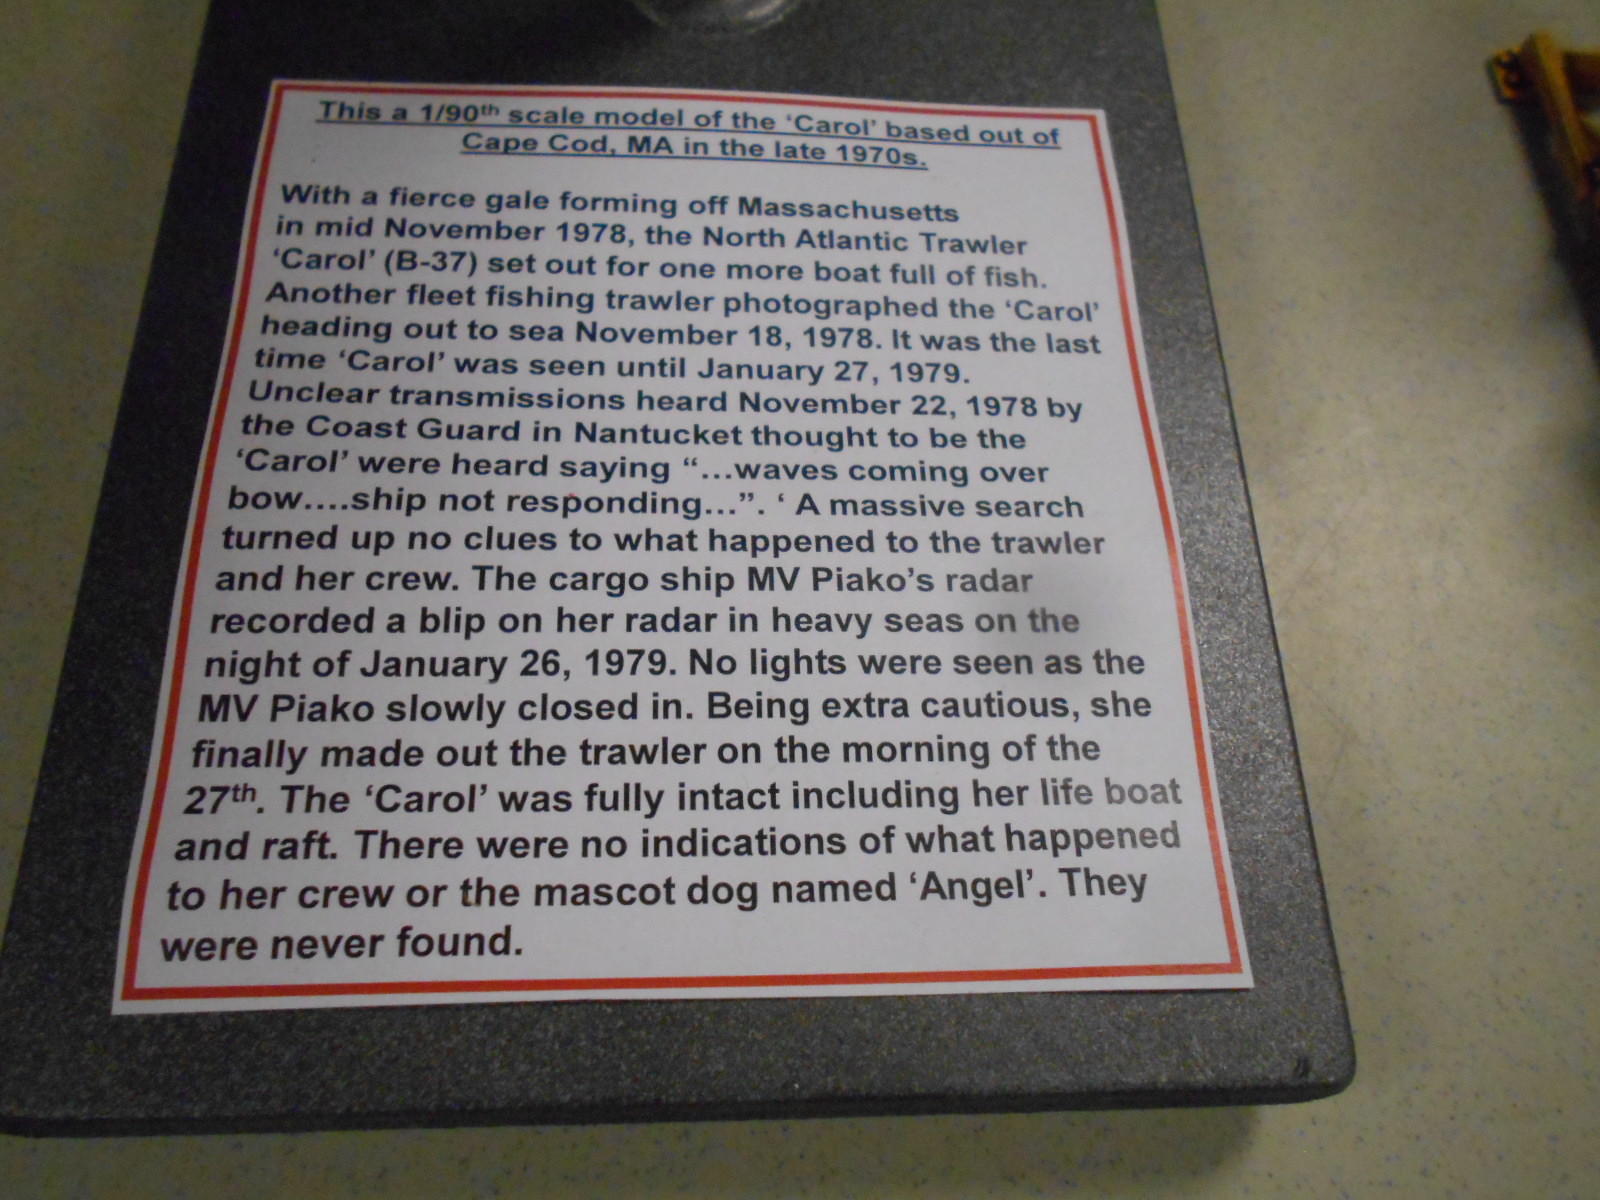 This a 1/90th scale model of the ‘Carol’ based out of
Cape Cod, MA in the late 1970s.
With a fierce gale forming off Massachusetts
in mid November 1978, the North Atlantic Trawler
‘Carol’ (B-37) set out for one more boat full of fish.
Another fleet fishing trawler photographed the ‘Carol’
heading out to sea November 18, 1978. It was the last
time ‘Carol’ was seen until January 27, 1979.
Unclear transmissions heard November 22, 1978 by
the Coast Guard in Nantucket thought to be the
‘Carol’ were heard saying “…waves coming over
bow….ship not responding…”. ‘ A massive search
turned up no clues to what happened to the trawler
and her crew. The cargo ship MV Piako’s radar
recorded a blip on her radar in heavy seas on the
night of January 26, 1979. No lights were seen as the
MV Piako slowly closed in. Being extra cautious, she
finally made out the trawler on the morning of the
27th. The ‘Carol’ was fully intact including her life boat
and raft. There were no indications of what happened
to her crew or the mascot dog named ‘Angel’. They
were never found.